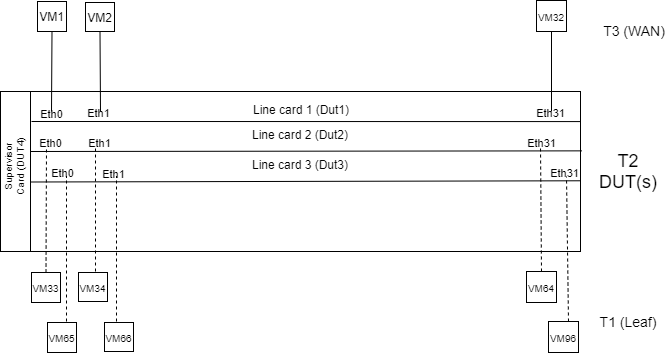 VM1
VM2
VM32
T3 (WAN)
Eth0
Eth1
Line card 1 (Dut1)
Eth31
Eth0
Eth1
Line card 2 (Dut2)
Eth31
Eth0
Eth1
Line card 3 (Dut3)
Eth31
Supervisor
Card (DUT4)
T2
DUT(s)
VM33
VM34
VM64
VM65
VM66
VM96
T1 (Leaf)